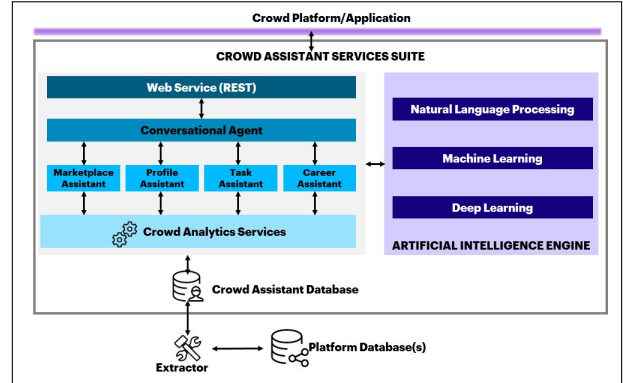 Crowd Platform/Application
CROWD ASSISTANT SERVICES SUITE
Web Service (REST)
Conversational Agent
Marketplace
Assistant
Profile
Assistant
Task
Assistant
Career
Assistant
Crowd Analytics Services
Natural Language Processing
Machine Learning
Deep Learning
ARTIFICIAL INTELLIGENCE ENGINE
Crowd Assistant Database
Extractor
Platform Database(s)